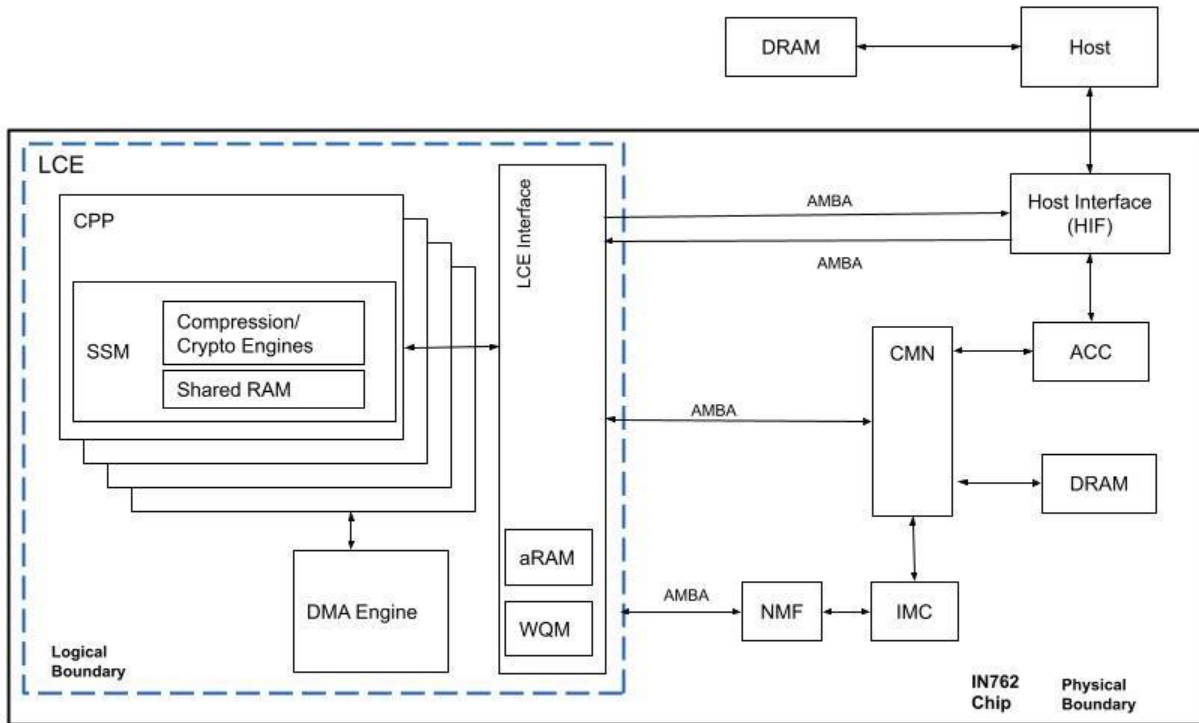 DRAM
Host
LCE
CPP
SSM
Compression/
Crypto Engines
Shared RAM
LCE Interface
AMBA
AMBA
Host Interface
(HIF)
CMN
ACC
AMBA
DRAM
aRAM
WQM
DMA Engine
AMBA
NMF
IMC
Logical
Boundary
IN762
Chip
Physical
Boundary